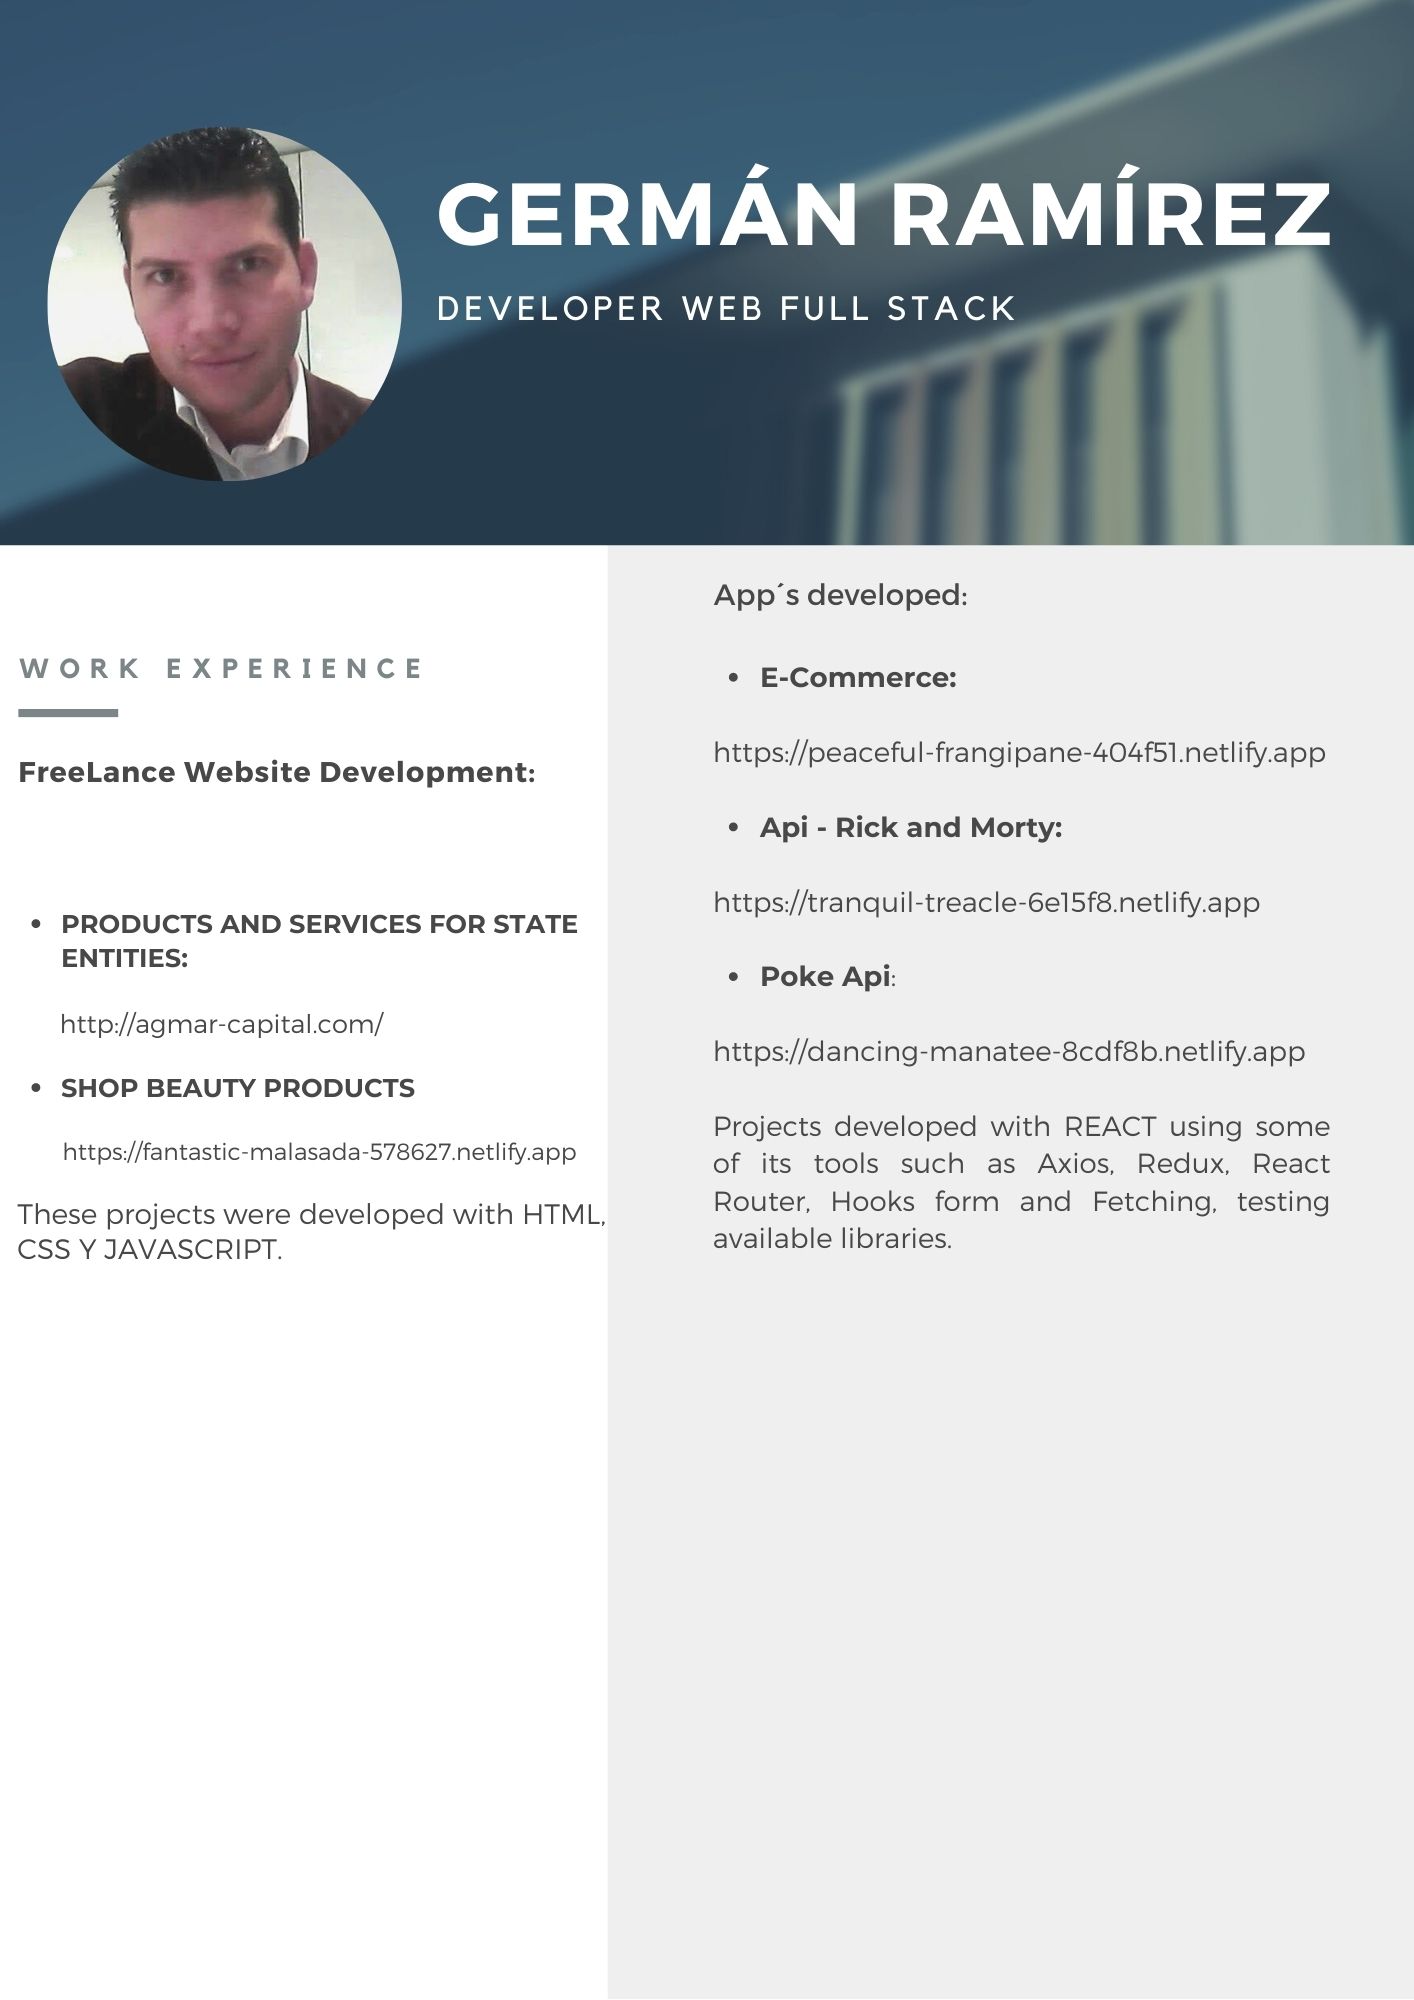 GERMÁN RAMÍREZ
DEVELOPER WEB FULL STACK
WORK EXPERIENCE
FreeLance Website Development:
• PRODUCTS AND SERVICES FOR STATE
ENTITIES:
http://agmar-capital.com/
• SHOP BEAUTY PRODUCTS
https://fantastic-malasada-578627.netlify.app
These projects were developed with HTML,
CSS Y JAVASCRIPT.
App´s developed:
• E-Commerce:
https://peaceful-frangipane-404f51.netlify.app
• Api - Rick and Morty:
https://tranquil-treacle-6e15f8.netlify.app
• Poke Api:
https://dancing-manatee-8cdf8b.netlify.app
Projects developed with REACT using some
of its tools such as Axios, Redux, React
Router, Hooks form and Fetching, testing
available libraries.